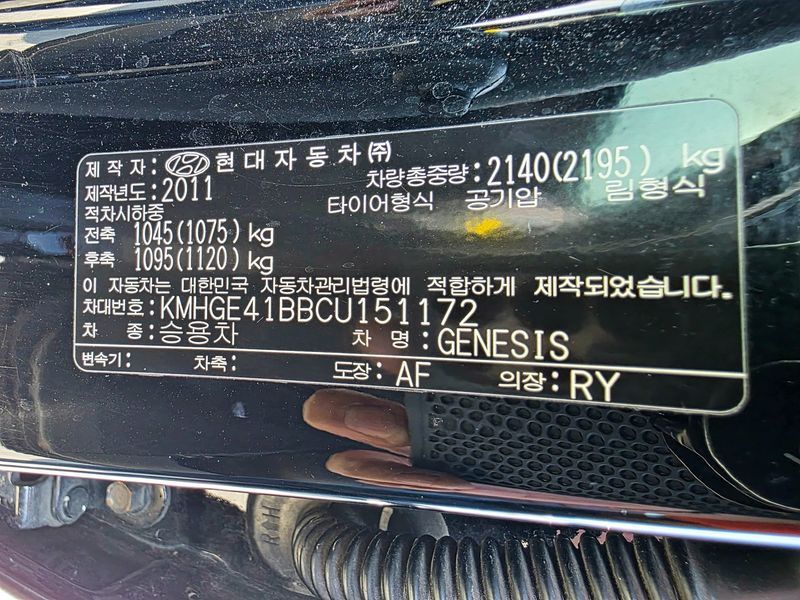 제 작 자 : 현대자동차㈜
제작년도 : 2011 차량총중량 : 2140(2195) kg
적차시하중 타이어형식 공기압 림형식
전축 1045(1075) kg
후축 1095(1120) kg
이 자동차는 대한민국 자동차관리법령에 적합하게 제작되었습니다.
차대번호 : KMHGE41BBCU151172
차 종 : 승용차 차 명 : GENESIS
변속기 : 차축 : 도장 : AF 의장 : RY